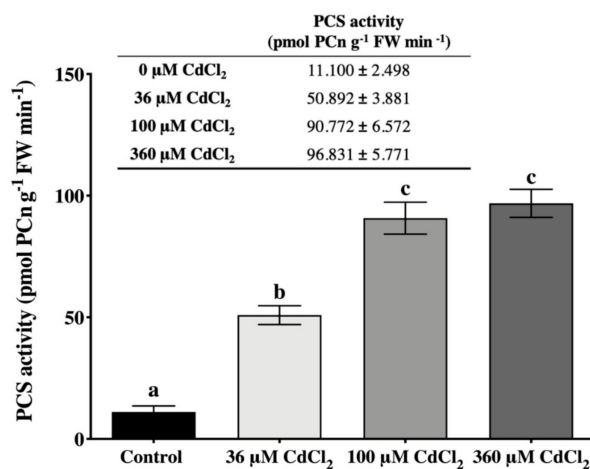 PCS activity
(pmol PCn g⁻¹ FW min ⁻¹)
0 µM CdCl₂ 11.100 ± 2.498
36 µM CdCl₂ 50.892 ± 3.881
100 µM CdCl₂ 90.772 ± 6.572
360 µM CdCl₂ 96.831 ± 5.771
PCS activity (pmol PCn g⁻¹ FW min⁻¹)
150
100
50
0
a
b
c
c
Control 36 µM CdCl₂ 100 µM CdCl₂ 360 µM CdCl₂